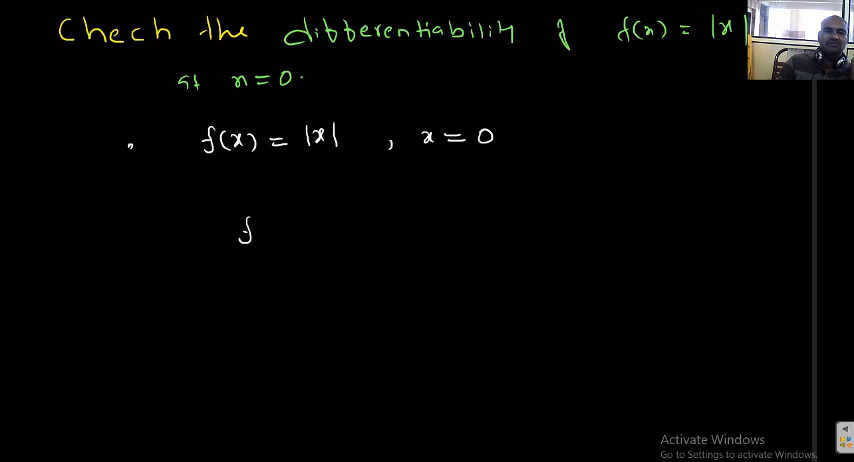 Chech the differentiability of f(x) = |x|
at x = 0.
f(x) = |x| , x = 0
f
Activate Windows
Go to Settings to activate Windows.